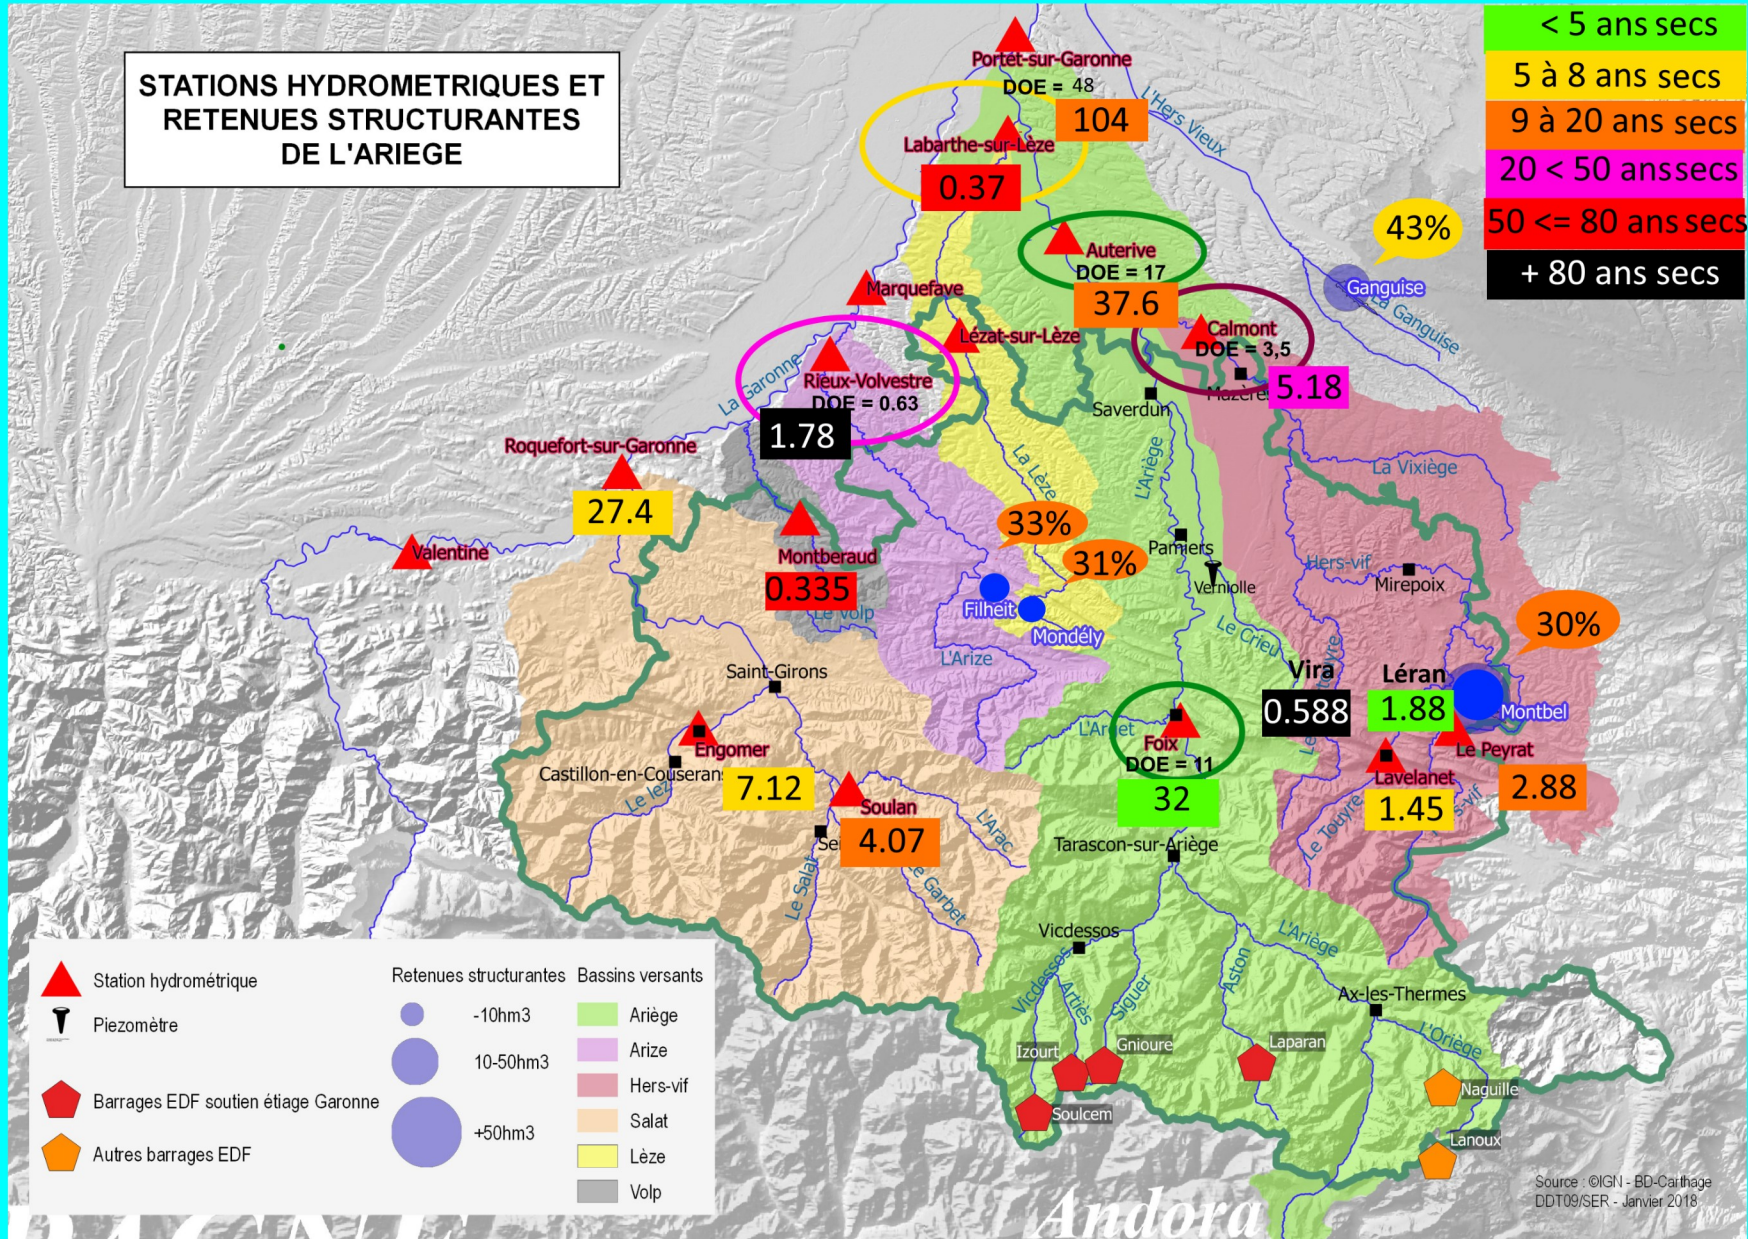 STATIONS HYDROMETRIQUES ET
RETENUES STRUCTURANTES
DE L'ARIEGE
< 5 ans secs
5 à 8 ans secs
9 à 20 ans secs
20 < 50 ans secs
50 <= 80 ans secs
+ 80 ans secs
Portet-sur-Garonne
DOE = 48
104
L'Hers Vieux
Labarthe-sur-Lèze
0.37
43%
Auterive
DOE = 17
37.6
Ganguise
La Ganguise
Marquefave
Lézat-sur-Lèze
Calmont
DOE = 3,5
Mazères
5.18
La Garonne
Rieux-Volvestre
DOE = 0.63
1.78
Saverdun
Roquefort-sur-Garonne
27.4
La Lèze
L'Ariège
La Vixiège
33%
Valentine
Montberaud
0.335
Le Volp
31%
Pamiers
Verniolle
Hers-vif
Mirepoix
Filheit
Mondély
L'Arize
Le Crieu
30%
Saint-Girons
Vira
0.588
Léran
1.88
Montbel
Engomer
Castillon-en-Couserans
Le lez
7.12
L'Arget
Foix
DOE = 11
32
Le Peyrat
2.88
Lavelanet
1.45
Le Touyre
Soulan
4.07
L'Arac
Le Salat
Le Garbet
Tarascon-sur-Ariège
Vicdessos
Vicdessos
Artiès
Siguer
Aston
L'Ariège
Ax-les-Thermes
L'Oriège
Izourt
Gnioure
Laparan
Soulcem
Naguille
Lanoux
Station hydrométrique
Piezomètre
Barrages EDF soutien étiage Garonne
Autres barrages EDF
Retenues structurantes
-10hm3
10-50hm3
+50hm3
Bassins versants
Ariège
Arize
Hers-vif
Salat
Lèze
Volp
Andora
Source : ©IGN - BD-Carthage
DDT09/SER - Janvier 2018